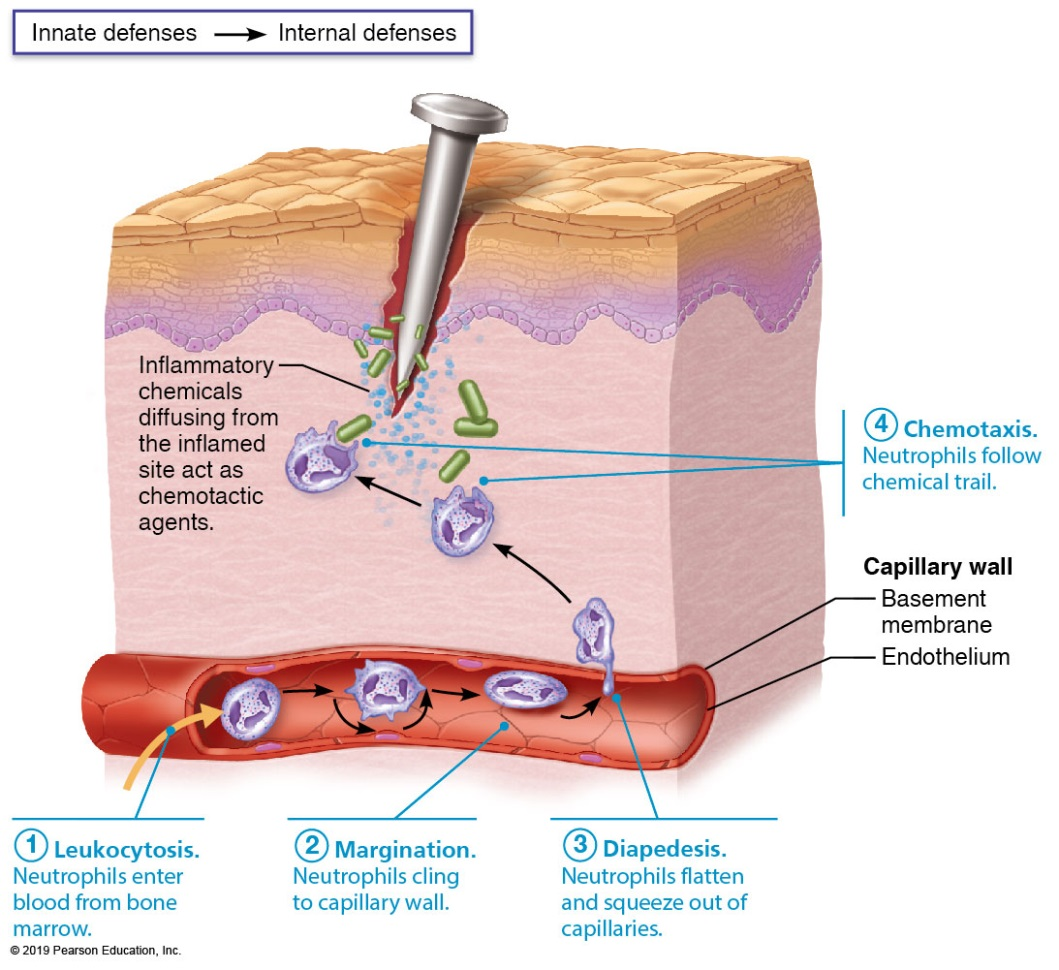 Innate defenses → Internal defenses
Inflammatory
chemicals
diffusing from
the inflamed
site act as
chemotactic
agents.
4 Chemotaxis.
Neutrophils follow
chemical trail.
Capillary wall
Basement
membrane
Endothelium
1 Leukocytosis.
Neutrophils enter
blood from bone
marrow.
2 Margination.
Neutrophils cling
to capillary wall.
3 Diapedesis.
Neutrophils flatten
and squeeze out of
capillaries.
© 2019 Pearson Education, Inc.